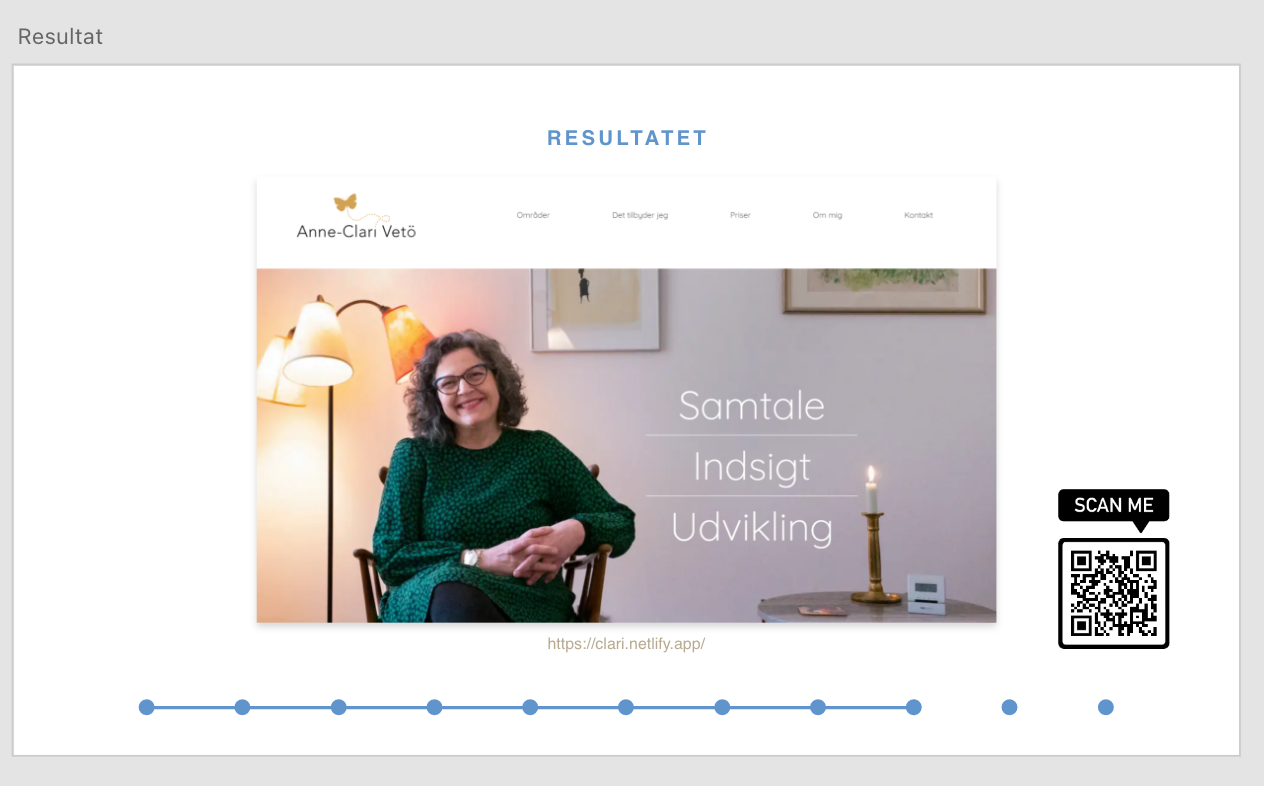 Resultat
RESULTATET
Anne-Clari Vetö
Områder Det tilbyder jeg Priser Om mig Kontakt
Samtale
Indsigt
Udvikling
SCAN ME
https://clari.netlify.app/